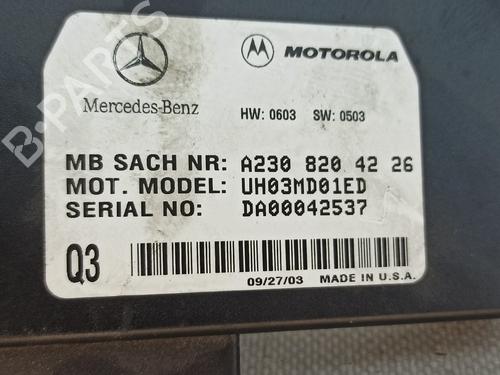 MOTOROLA
Mercedes-Benz
HW: 0603 SW: 0503
MB SACH NR: A230 820 42 26
MOT. MODEL: UH03MD01ED
SERIAL NO: DA00042537
Q3
09/27/03 MADE IN U.S.A.
B-PARTS